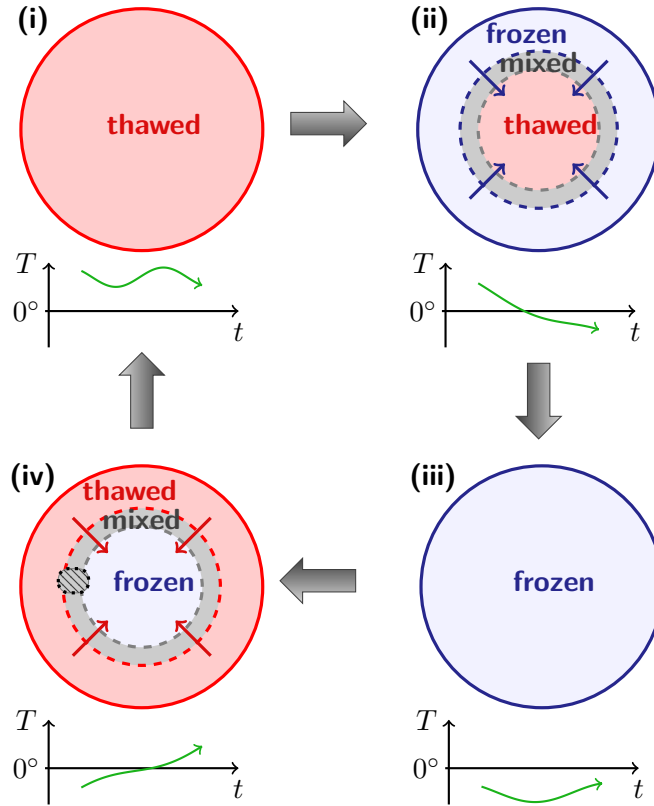 (i)
thawed
T
0°
t
(ii)
frozen
mixed
thawed
T
0°
t
(iv)
thawed
mixed
frozen
T
0°
t
(iii)
frozen
T
0°
t